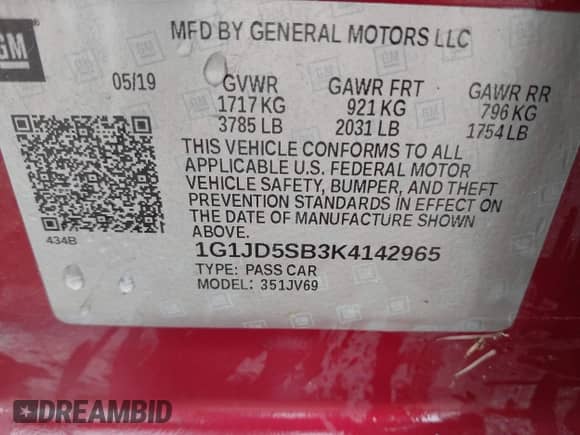 GM
MFD BY GENERAL MOTORS LLC
05/19 GVWR GAWR FRT GAWR RR
1717 KG 921 KG 796 KG
3785 LB 2031 LB 1754 LB
THIS VEHICLE CONFORMS TO ALL
APPLICABLE U.S. FEDERAL MOTOR
VEHICLE SAFETY, BUMPER, AND THEFT
PREVENTION STANDARDS IN EFFECT ON
THE DATE OF MANUFACTURE SHOWN
ABOVE.
434B
1G1JD5SB3K4142965
TYPE: PASS CAR
MODEL: 351JV69
DREAMBID